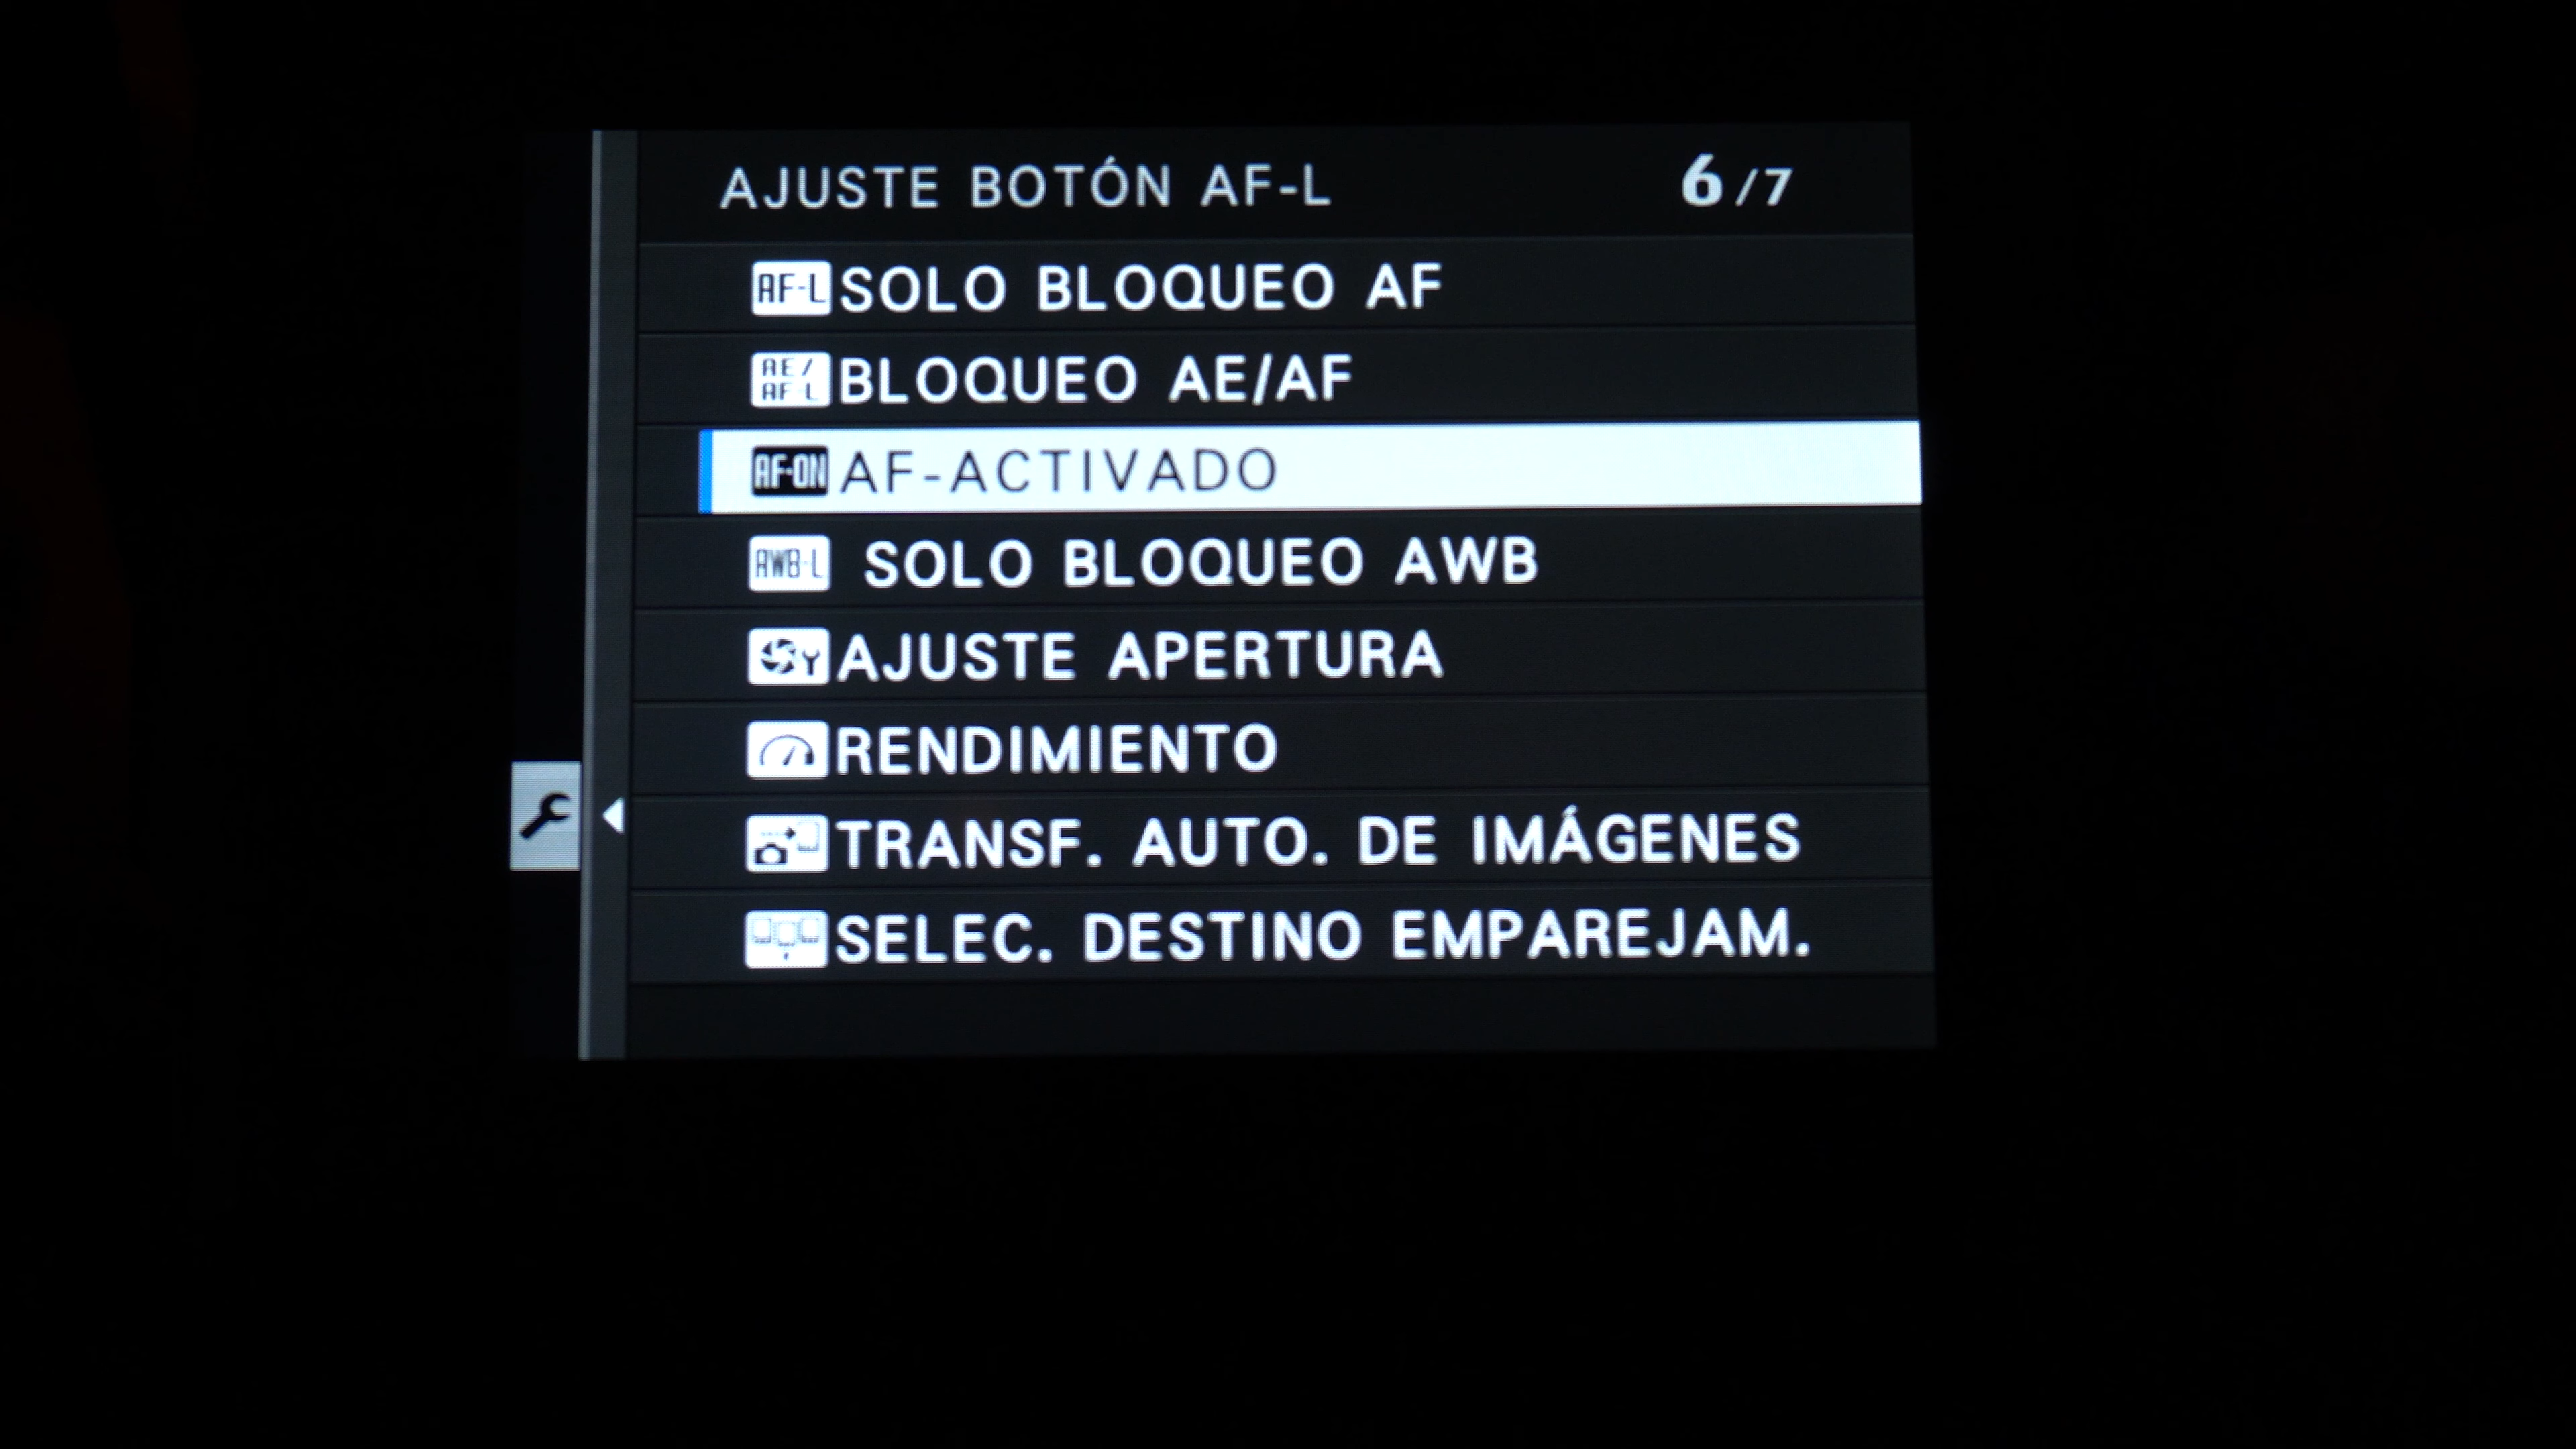 AJUSTE BOTÓN AF-L 6/7
AF-L SOLO BLOQUEO AF
AE/AF-L BLOQUEO AE/AF
AF-ON AF-ACTIVADO
AWB-L SOLO BLOQUEO AWB
AJUSTE APERTURA
RENDIMIENTO
TRANSF. AUTO. DE IMÁGENES
SELEC. DESTINO EMPAREJAM.